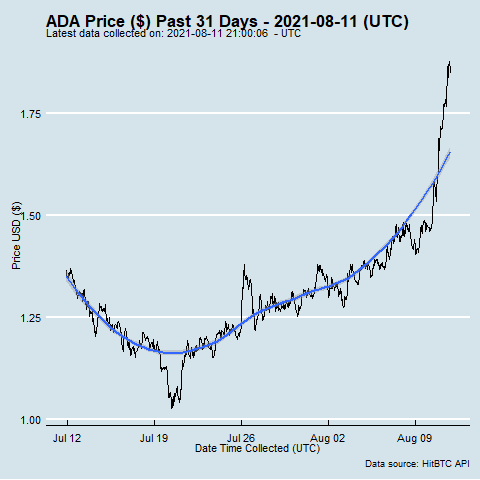 ADA Price ($) Past 31 Days - 2021-08-11 (UTC)
Latest data collected on: 2021-08-11 21:00:06 - UTC
Price USD ($)
1.75
1.50
1.25
1.00
Jul 12 Jul 19 Jul 26 Aug 02 Aug 09
Date Time Collected (UTC)
Data source: HitBTC API